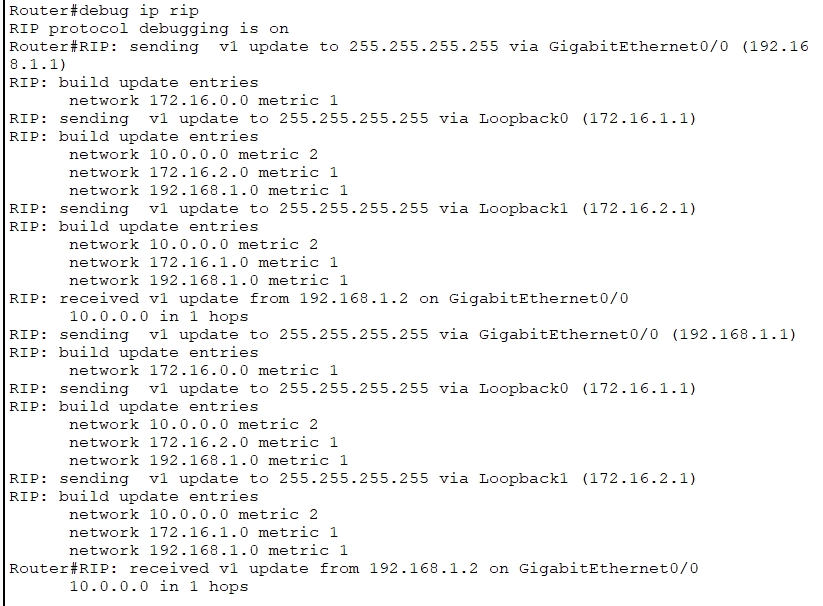 Router#debug ip rip
RIP protocol debugging is on
Router#RIP: sending  v1 update to 255.255.255.255 via GigabitEthernet0/0 (192.16
8.1.1)
RIP: build update entries
      network 172.16.0.0 metric 1
RIP: sending  v1 update to 255.255.255.255 via Loopback0 (172.16.1.1)
RIP: build update entries
      network 10.0.0.0 metric 2
      network 172.16.2.0 metric 1
      network 192.168.1.0 metric 1
RIP: sending  v1 update to 255.255.255.255 via Loopback1 (172.16.2.1)
RIP: build update entries
      network 10.0.0.0 metric 2
      network 172.16.1.0 metric 1
      network 192.168.1.0 metric 1
RIP: received v1 update from 192.168.1.2 on GigabitEthernet0/0
      10.0.0.0 in 1 hops
RIP: sending  v1 update to 255.255.255.255 via GigabitEthernet0/0 (192.168.1.1)
RIP: build update entries
      network 172.16.0.0 metric 1
RIP: sending  v1 update to 255.255.255.255 via Loopback0 (172.16.1.1)
RIP: build update entries
      network 10.0.0.0 metric 2
      network 172.16.2.0 metric 1
      network 192.168.1.0 metric 1
RIP: sending  v1 update to 255.255.255.255 via Loopback1 (172.16.2.1)
RIP: build update entries
      network 10.0.0.0 metric 2
      network 172.16.1.0 metric 1
      network 192.168.1.0 metric 1
Router#RIP: received v1 update from 192.168.1.2 on GigabitEthernet0/0
      10.0.0.0 in 1 hops